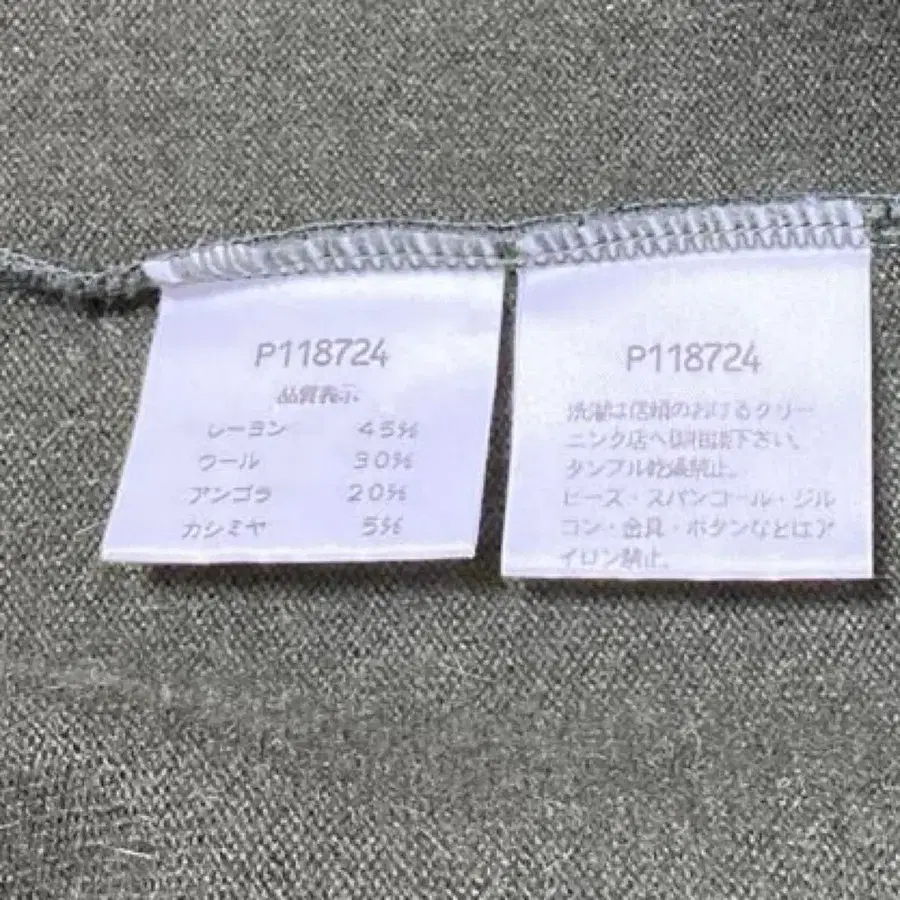 P118724
品質表示
レーヨン 45%
ウール 30%
アンゴラ 20%
カシミヤ 5%
P118724
洗濯は信頼のおけるクリー
ニング店へ御相談下さい。
タンブル乾燥禁止。
ビーズ・スパンコール・ジル
コン・金具・ボタンなどはア
イロン禁止。